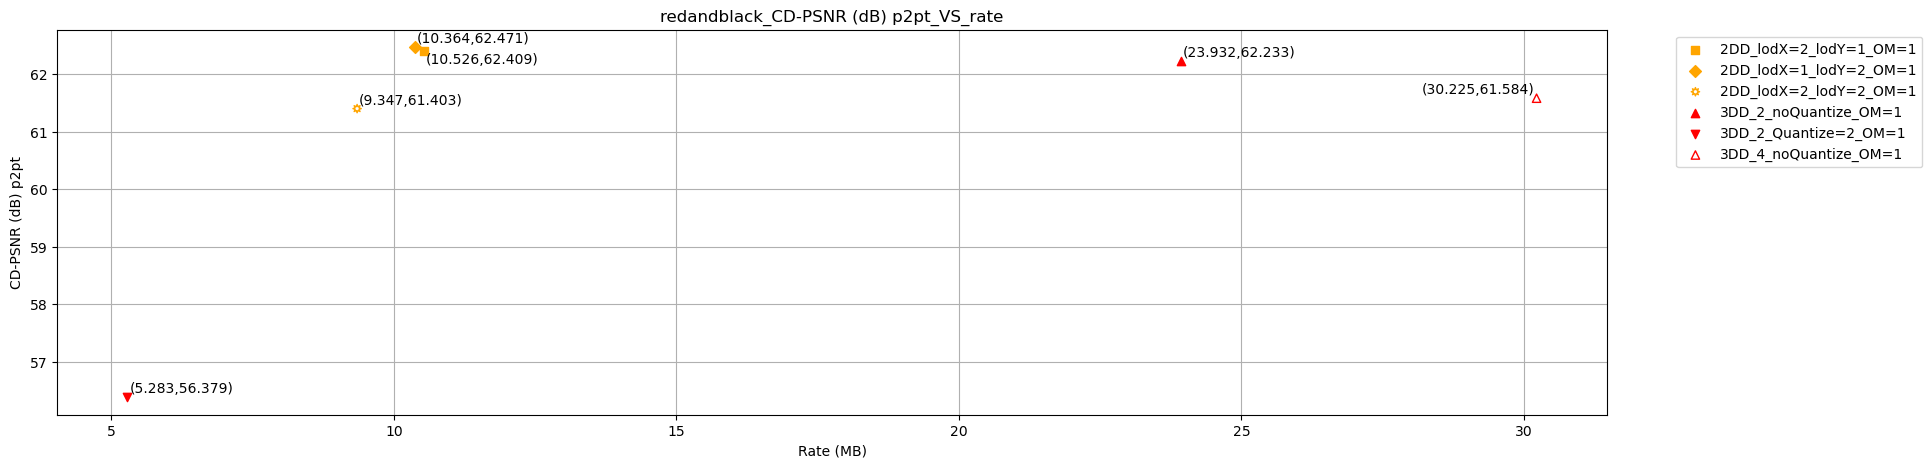 redandblack_CD-PSNR (dB) p2pt_VS_rate
(10.364,62.471)
(10.526,62.409)
(9.347,61.403)
(23.932,62.233)
(30.225,61.584)
(5.283,56.379)
62
61
60
59
58
57
CD-PSNR (dB) p2pt
5
10
15
20
25
30
Rate (MB)
2DD_lodX=2_lodY=1_OM=1
2DD_lodX=1_lodY=2_OM=1
2DD_lodX=2_lodY=2_OM=1
3DD_2_noQuantize_OM=1
3DD_2_Quantize=2_OM=1
3DD_4_noQuantize_OM=1